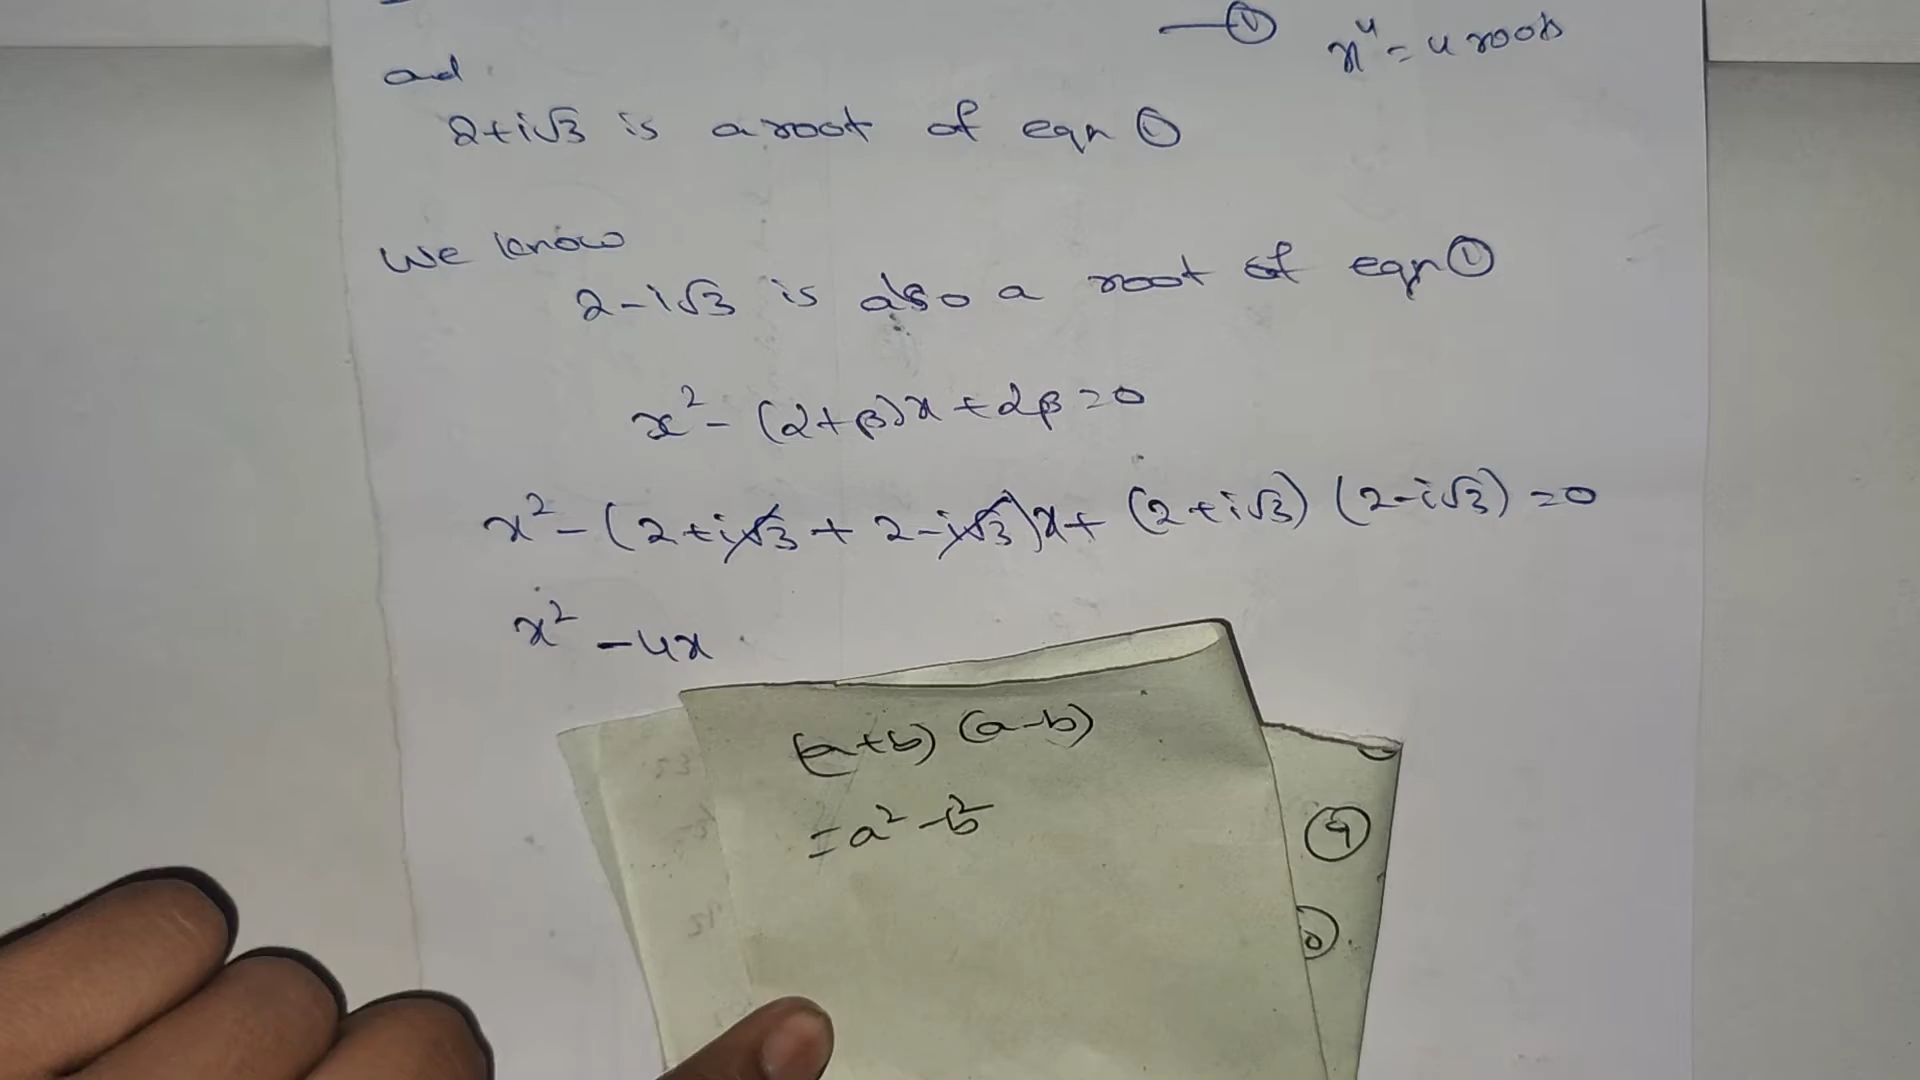 — ① x⁴ = 4 roots
and
2+i√3 is a root of eqn ①
We know
2-i√3 is also a root of eqn ①
x² - (α+β)x + αβ = 0
x² - (2+i√3 + 2-i√3)x + (2+i√3) (2-i√3) = 0
x² - 4x
(a+b) (a-b)
= a² - b²
9